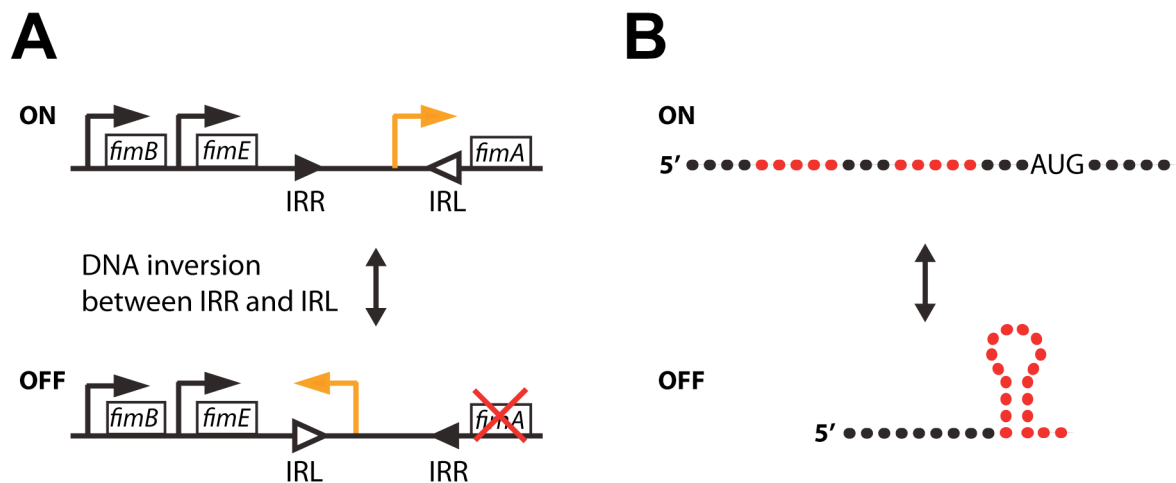 A
ON
fimB fimE fimA
IRR IRL
DNA inversion
between IRR and IRL
OFF
fimB fimE fimA
IRL IRR
B
ON
5′ AUG
OFF
5′